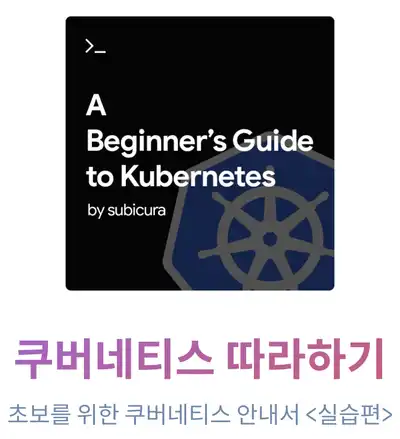 >_
A
Beginner's Guide
to Kubernetes
by subicura
쿠버네티스 따라하기
초보를 위한 쿠버네티스 안내서 <실습편>